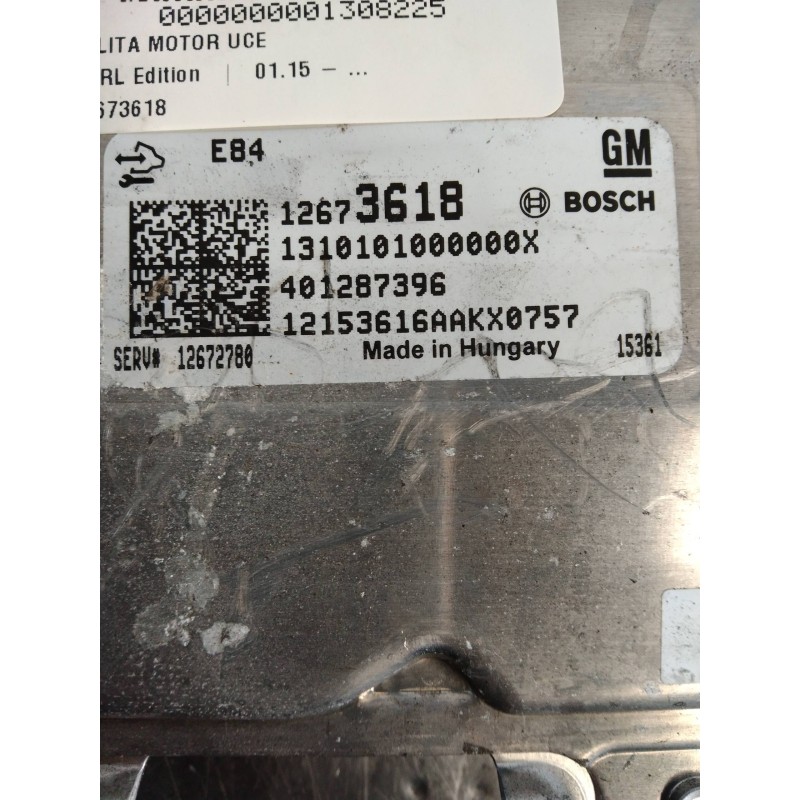 0000000001308225
LITA MOTOR UCE
RL Edition | 01.15 – ...
673618
E84
GM
12673618
BOSCH
1310101000000X
401287396
12153616AAKX0757
SERV# 12672780
Made in Hungary
15361